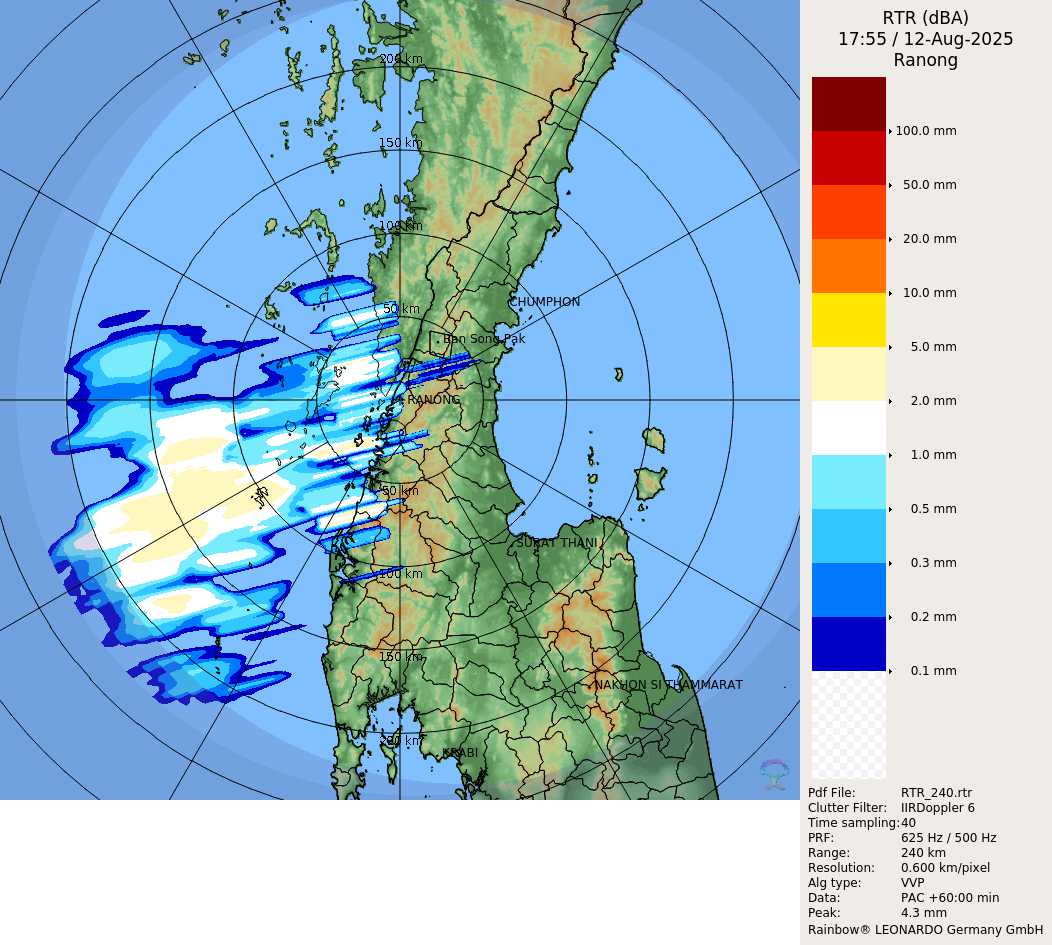 RTR (dBA)
17:55 / 12-Aug-2025
Ranong
200 km
150 km
100 km
50 km
CHUMPHON
Ban Song Pak
RANONG
50 km
SURAT THANI
100 km
150 km
NAKHON SI THAMMARAT
200 km
KRABI
100.0 mm
50.0 mm
20.0 mm
10.0 mm
5.0 mm
2.0 mm
1.0 mm
0.5 mm
0.3 mm
0.2 mm
0.1 mm
Pdf File: RTR_240.rtr
Clutter Filter: IIRDoppler 6
Time sampling: 40
PRF: 625 Hz / 500 Hz
Range: 240 km
Resolution: 0.600 km/pixel
Alg type: VVP
Data: PAC +60:00 min
Peak: 4.3 mm
Rainbow® LEONARDO Germany GmbH